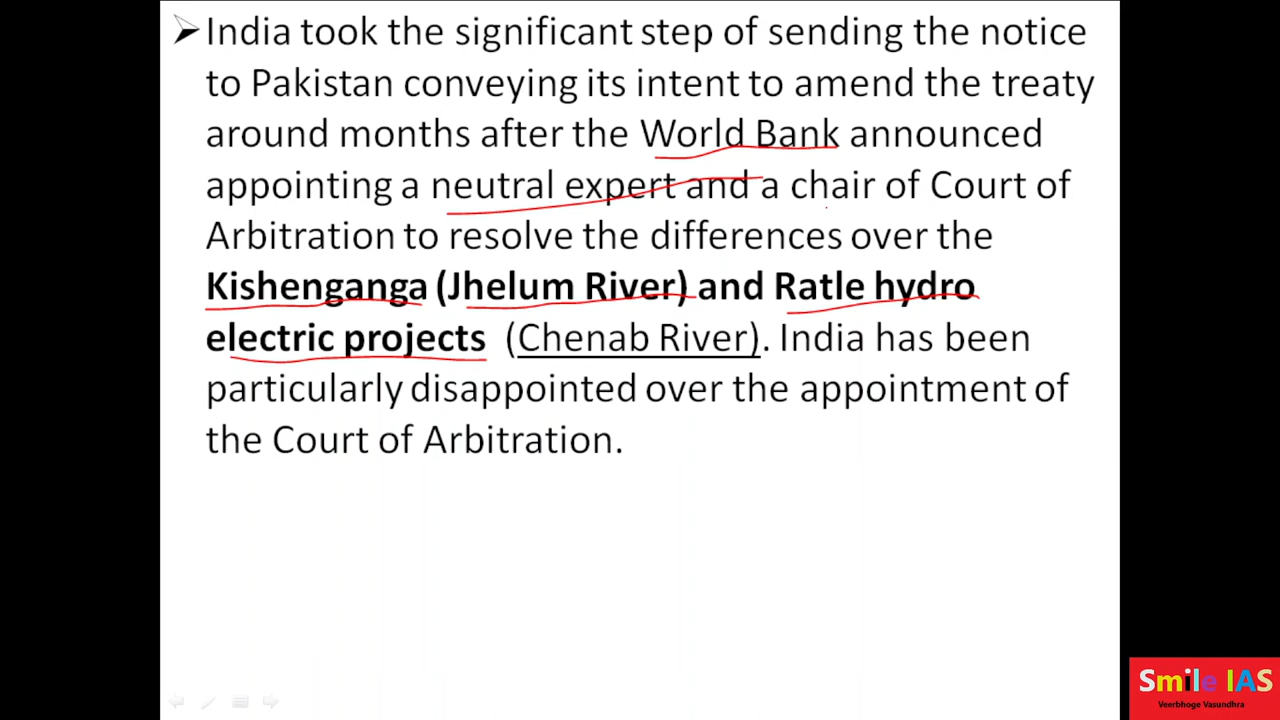 India took the significant step of sending the notice
to Pakistan conveying its intent to amend the treaty
around months after the World Bank announced
appointing a neutral expert and a chair of Court of
Arbitration to resolve the differences over the
Kishenganga (Jhelum River) and Ratle hydro
electric projects (Chenab River). India has been
particularly disappointed over the appointment of
the Court of Arbitration.
Smile IAS
Veerbhoge Vasundhra